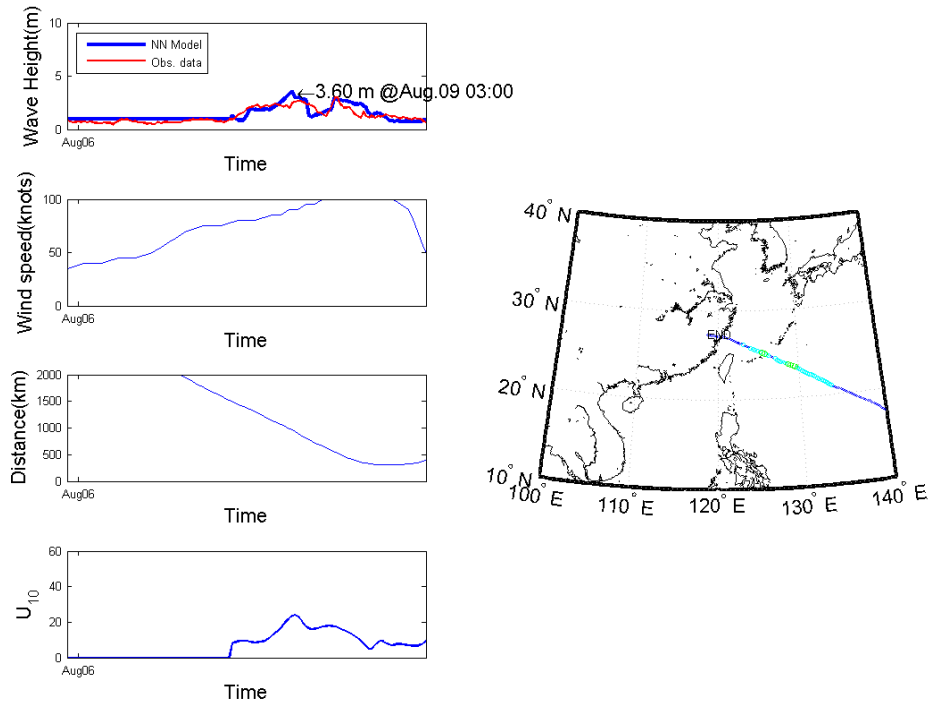 Wave Height(m)
10
5
0
NN Model
Obs. data
←3.60 m @Aug.09 03:00
Aug06
Time
Wind speed(knots)
100
50
0
Aug06
Time
Distance(km)
2000
1500
1000
500
0
Aug06
Time
U10
60
40
20
0
Aug06
Time
40° N
30° N
20° N
10° N
100° E
110° E
120° E
130° E
140° E
END